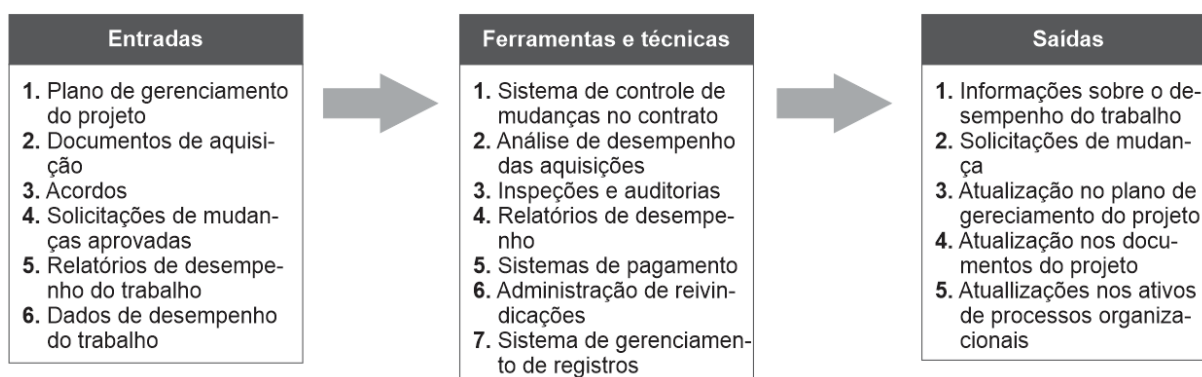 Entradas
1. Plano de gerenciamento
do projeto
2. Documentos de aquisi-
ção
3. Acordos
4. Solicitações de mudan-
ças aprovadas
5. Relatórios de desempe-
nho do trabalho
6. Dados de desempenho
do trabalho
Ferramentas e técnicas
1. Sistema de controle de
mudanças no contrato
2. Análise de desempenho
das aquisições
3. Inspeções e auditorias
4. Relatórios de desempe-
nho
5. Sistemas de pagamento
6. Administração de reivin-
dicações
7. Sistema de gerenciamen-
to de registros
Saídas
1. Informações sobre o de-
sempenho do trabalho
2. Solicitações de mudan-
ça
3. Atualização no plano de
gereciamento do projeto
4. Atualização nos docu-
mentos do projeto
5. Atuallizações nos ativos
de processos organiza-
cionais